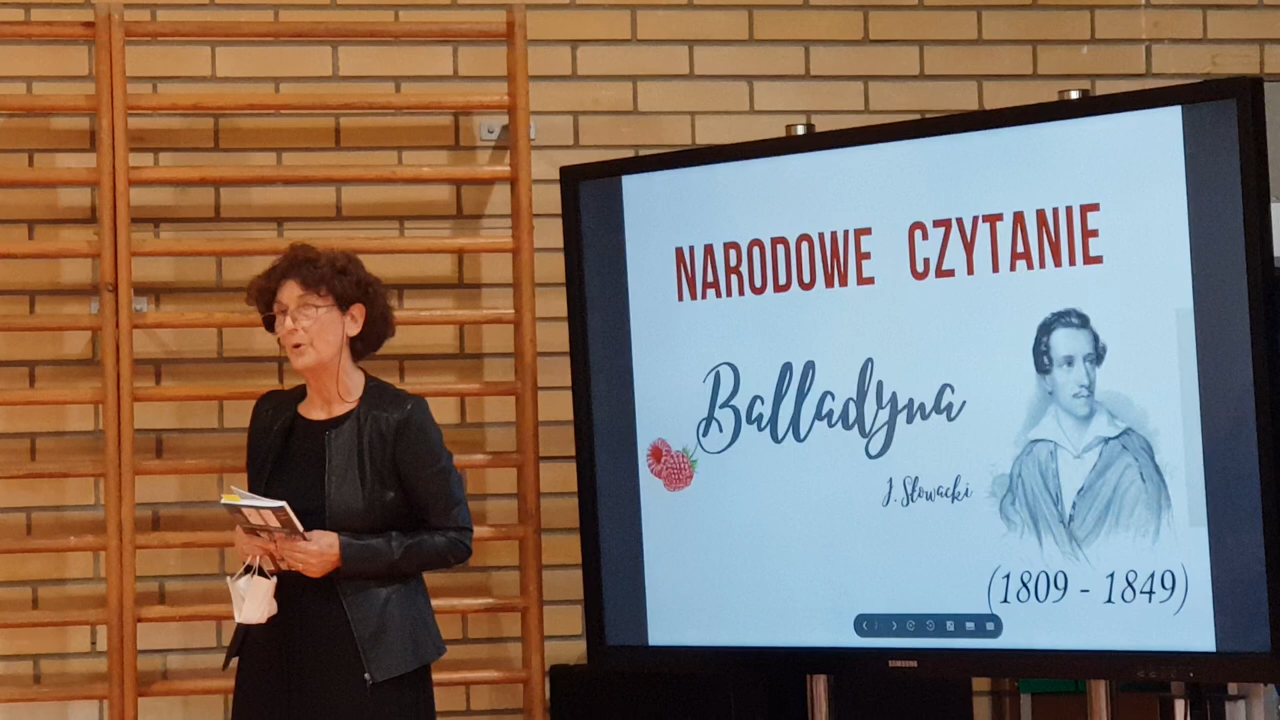 NARODOWE CZYTANIE
Balladyna
J. Słowacki
(1809 - 1849)
SAMSUNG